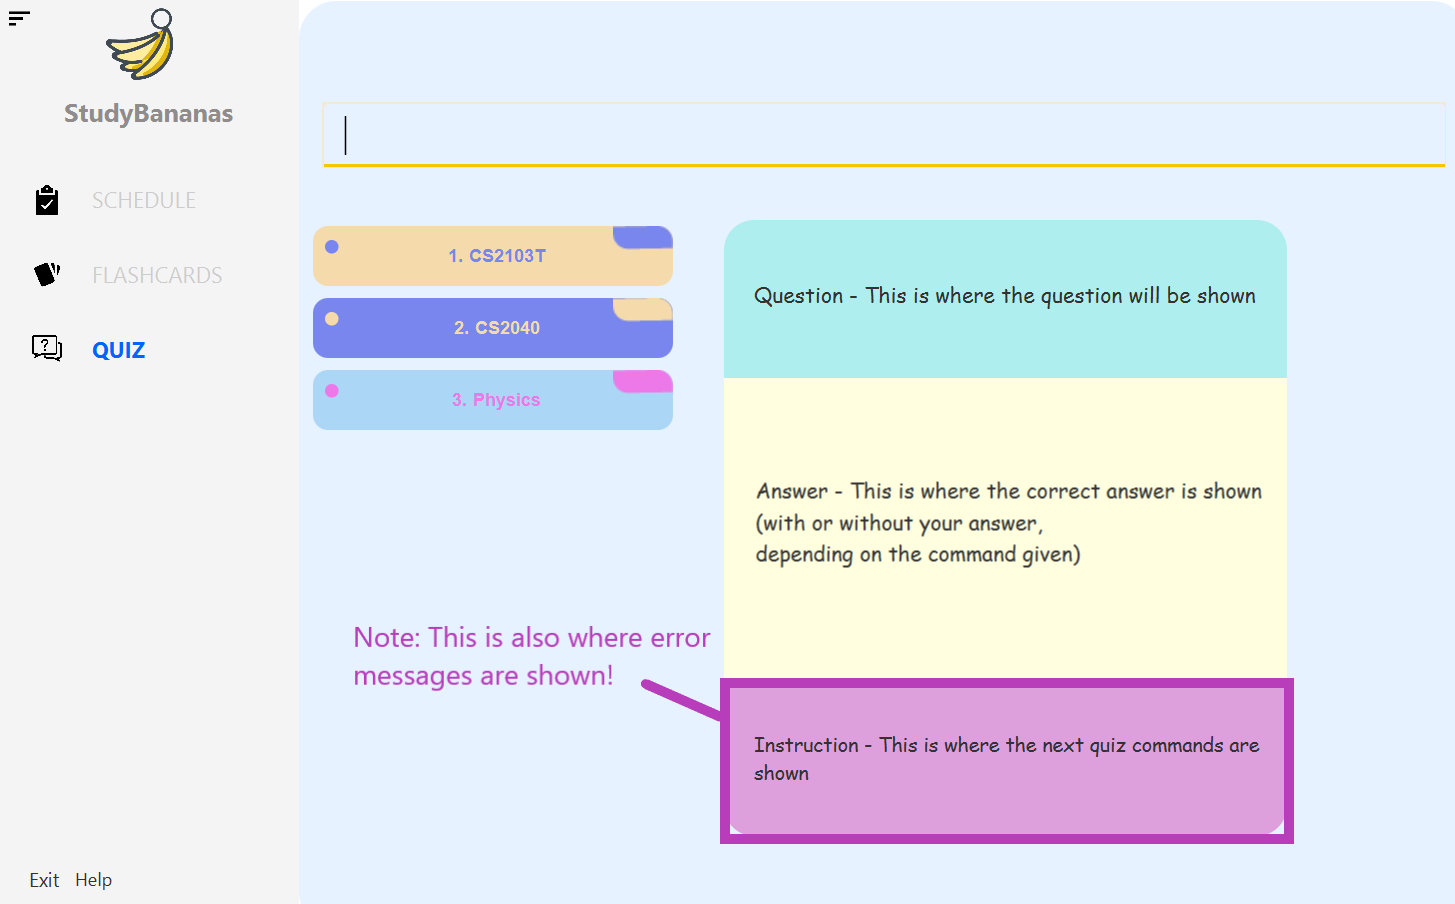 StudyBananas
SCHEDULE
FLASHCARDS
?
QUIZ
1. CS2103T
2. CS2040
3. Physics
Question - This is where the question will be shown
Answer - This is where the correct answer is shown
(with or without your answer,
depending on the command given)
Note: This is also where error
messages are shown!
Instruction - This is where the next quiz commands are
shown
Exit Help